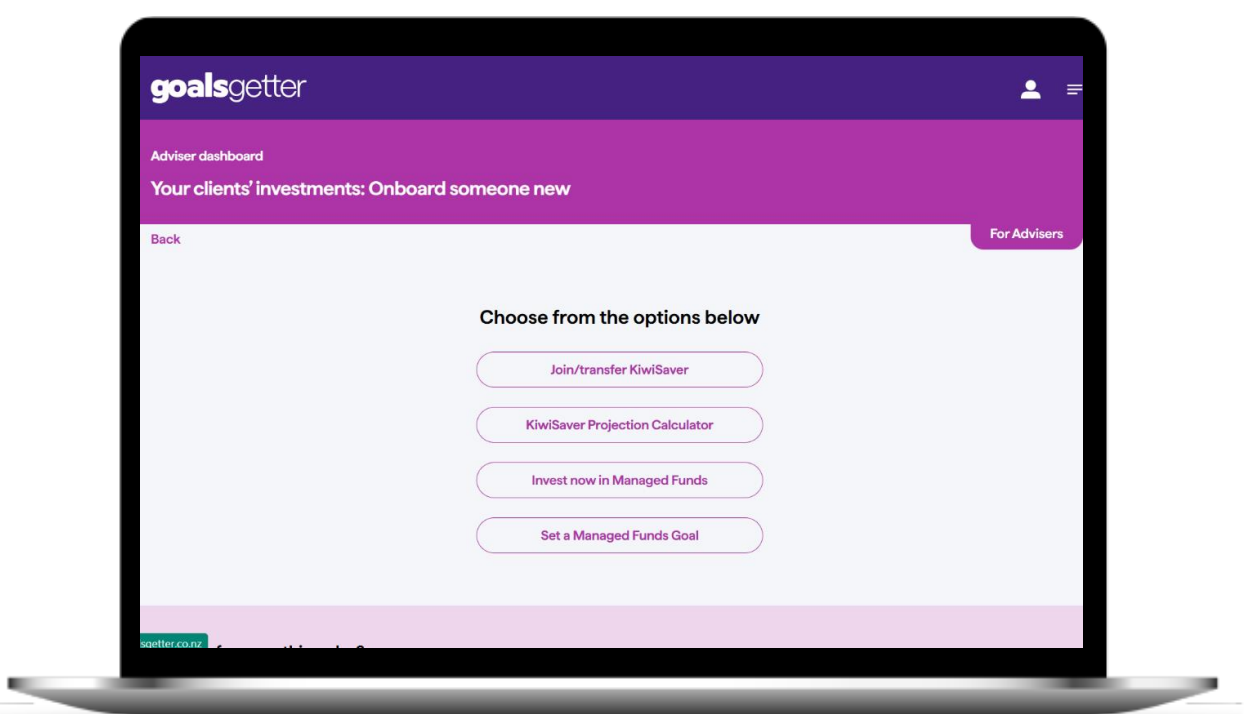 goalsgetter
Adviser dashboard
Your clients' investments: Onboard someone new
Back
For Advisers
Choose from the options below
Join/transfer KiwiSaver
KiwiSaver Projection Calculator
Invest now in Managed Funds
Set a Managed Funds Goal
sgetter.co.nz